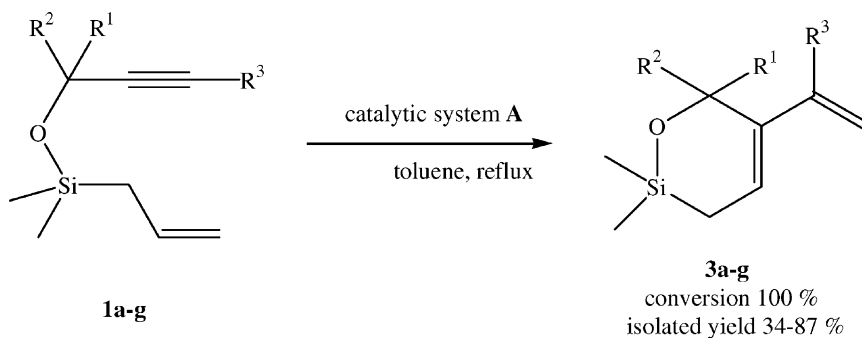 R² R¹
R³
O
Si
1a-g
catalytic system A
toluene, reflux
R³
R² R¹
O
Si
3a-g
conversion 100 %
isolated yield 34-87 %